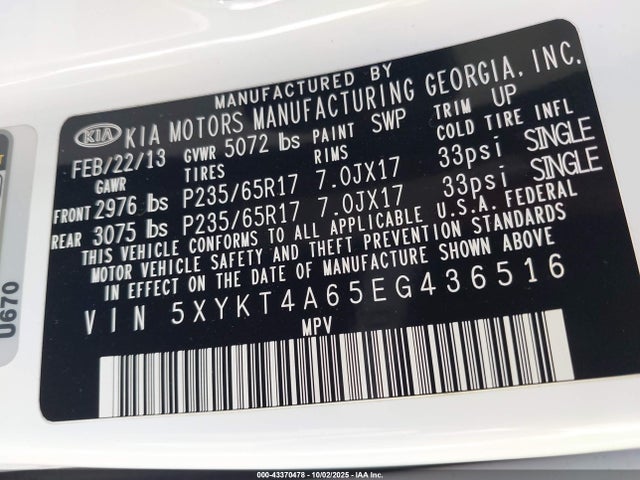 MANUFACTURED BY
KIA KIA MOTORS MANUFACTURING GEORGIA, INC.
FEB/22/13 GVWR 5072 lbs PAINT SWP TRIM UP
GAWR TIRES RIMS COLD TIRE INFL
FRONT 2976 lbs P235/65R17 7.0JX17 33psi SINGLE
REAR 3075 lbs P235/65R17 7.0JX17 33psi SINGLE
THIS VEHICLE CONFORMS TO ALL APPLICABLE U.S.A. FEDERAL
MOTOR VEHICLE SAFETY AND THEFT PREVENTION STANDARDS
IN EFFECT ON THE DATE OF MANUFACTURE SHOWN ABOVE
VIN 5XYKT4A65EG436516
MPV
U670
000-43370478 - 10/02/2025 - IAA Inc.